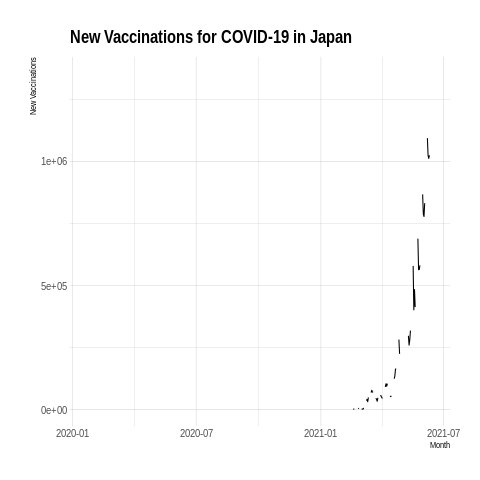 New Vaccinations for COVID-19 in Japan
New Vaccinations
1e+06
5e+05
0e+00
2020-01 2020-07 2021-01 2021-07
Month